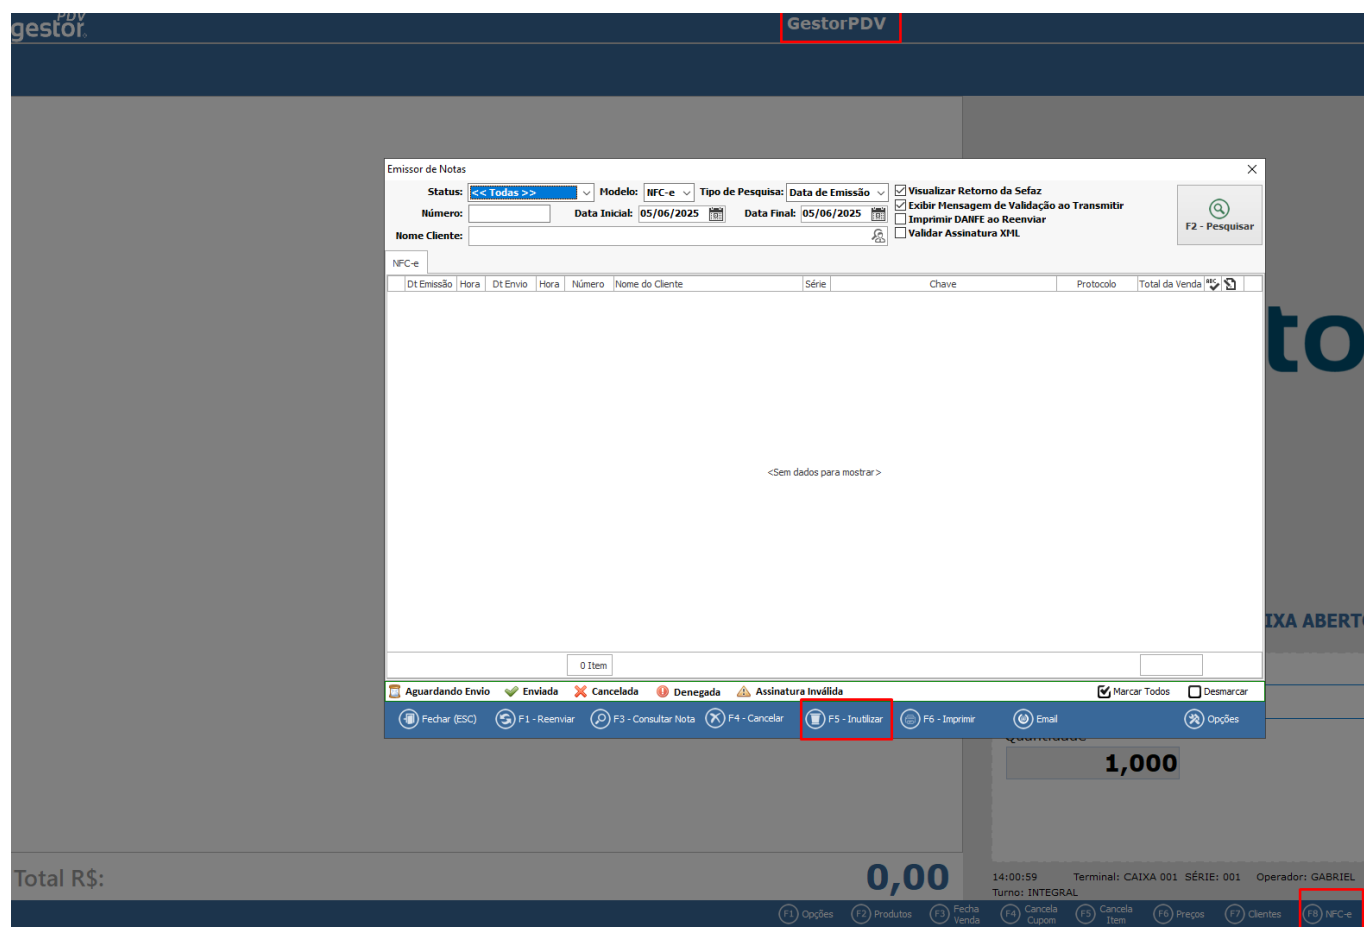 PDV
gestor
GestorPDV
Emissor de Notas
Status: << Todas >> Modelo: NFC-e Tipo de Pesquisa: Data de Emissão Visualizar Retorno da Sefaz
Exibir Mensagem de Validação ao Transmitir
Número: Data Inicial: 05/06/2025 Data Final: 05/06/2025 Imprimir DANFE ao Reenviar
F2 - Pesquisar
Nome Cliente: Validar Assinatura XML
NFC-e
Dt Emissão Hora Dt Envio Hora Número Nome do Cliente Série Chave Protocolo Total da Venda
to
<Sem dados para mostrar>
IXA ABERTO
0 Item
Aguardando Envio Enviada Cancelada Denegada Assinatura Inválida Marcar Todos Desmarcar
Fechar (ESC) F1 - Reenviar F3 - Consultar Nota F4 - Cancelar F5 - Inutilizar F6 - Imprimir Email Opções
Quantidade
1,000
Total R$: 0,00
14:00:59 Terminal: CAIXA 001 SÉRIE: 001 Operador: GABRIEL
Turno: INTEGRAL
F1 Opções F2 Produtos F3 Fecha Venda F4 Cancela Cupom F5 Cancela Item F6 Preços F7 Clientes F8 NFC-e